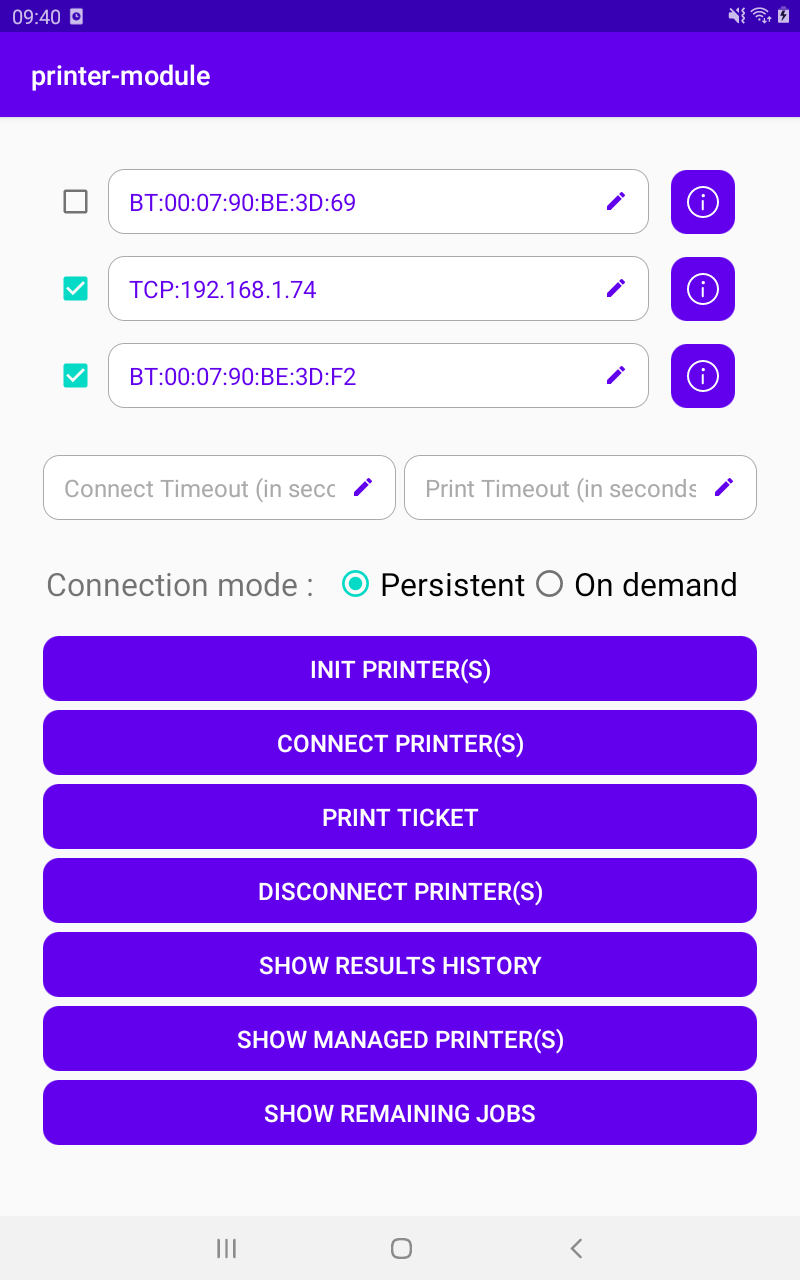 09:40
printer-module
BT:00:07:90:BE:3D:69
TCP:192.168.1.74
BT:00:07:90:BE:3D:F2
Connect Timeout (in sec Print Timeout (in seconds
Connection mode : Persistent On demand
INIT PRINTER(S)
CONNECT PRINTER(S)
PRINT TICKET
DISCONNECT PRINTER(S)
SHOW RESULTS HISTORY
SHOW MANAGED PRINTER(S)
SHOW REMAINING JOBS